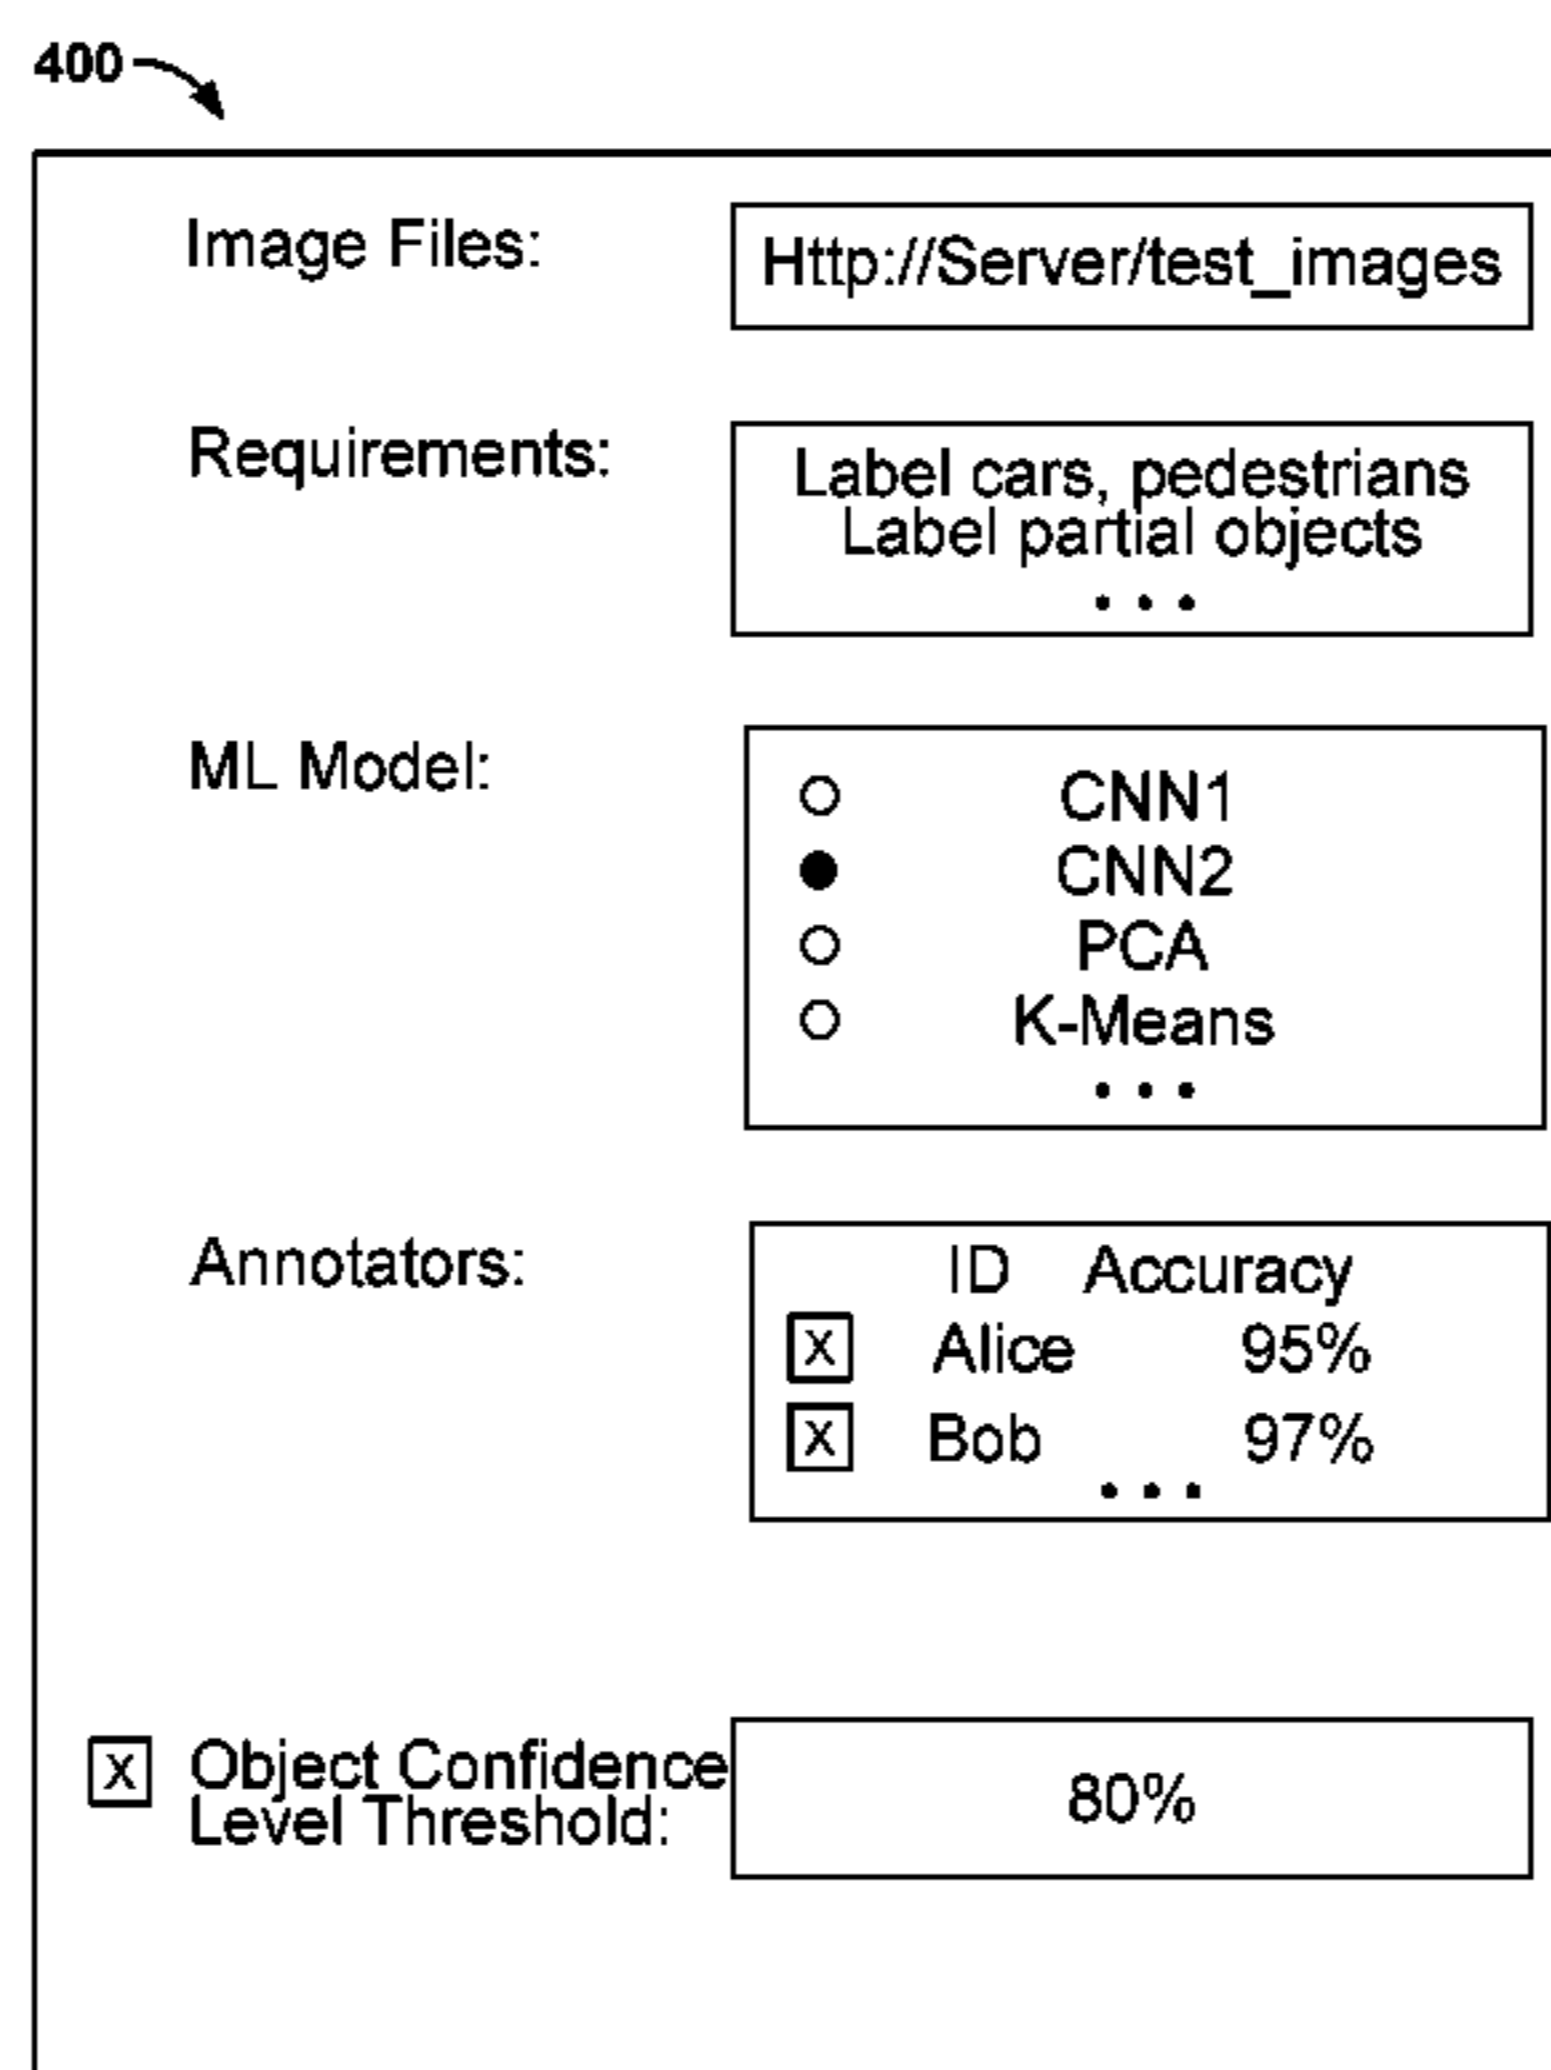 400
Image Files:
Http://Server/test_images
Requirements:
Label cars, pedestrians
Label partial objects
...
ML Model:
CNN1
CNN2
PCA
K-Means
...
Annotators:
ID Accuracy
X Alice 95%
X Bob 97%
...
X Object Confidence
Level Threshold:
80%